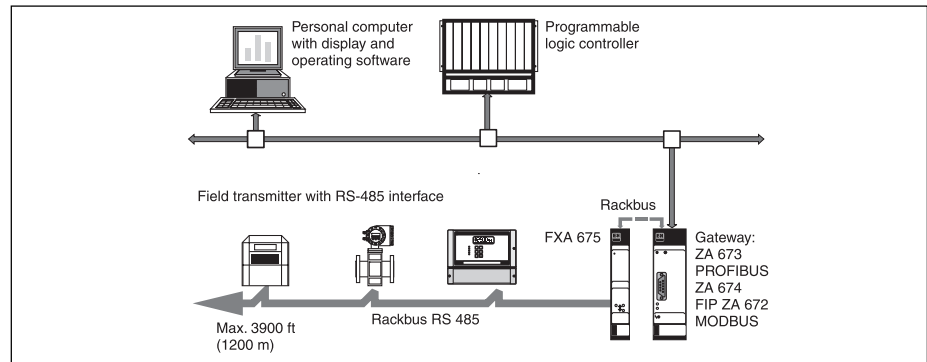 Personal computer
with display and
operating software
Programmable
logic controller
Field transmitter with RS-485 interface
Rackbus
FXA 675
Gateway:
ZA 673
PROFIBUS
ZA 674
FIP ZA 672
MODBUS
Rackbus RS 485
Max. 3900 ft
(1200 m)